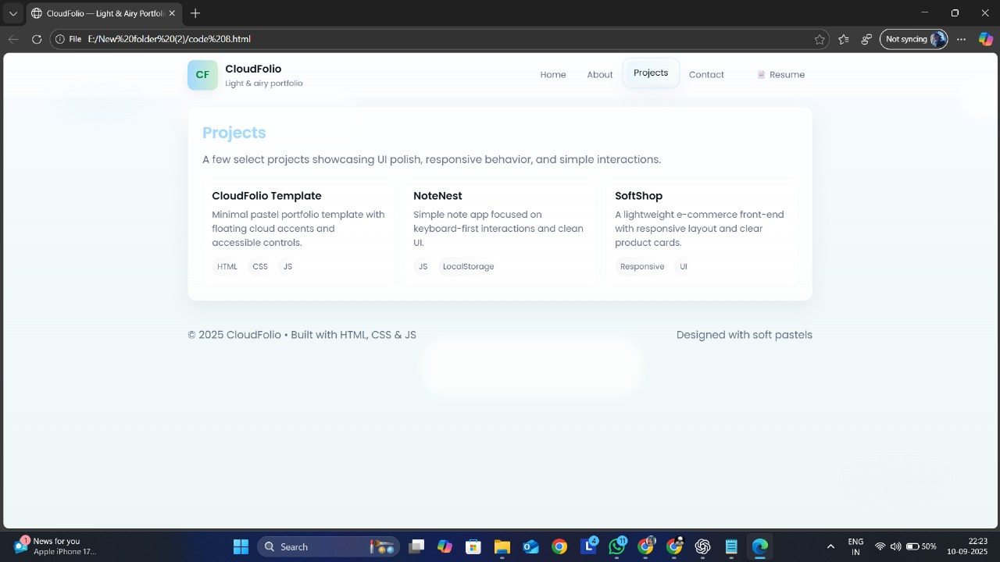 CloudFolio — Light & Airy Portfoli
File E:/New%20folder%20(2)/code%208.html
Not syncing
CF
CloudFolio
Light & airy portfolio
Home
About
Projects
Contact
Resume
Projects
A few select projects showcasing UI polish, responsive behavior, and simple interactions.
CloudFolio Template
Minimal pastel portfolio template with
floating cloud accents and
accessible controls.
HTML CSS JS
NoteNest
Simple note app focused on
keyboard-first interactions and clean
UI.
JS LocalStorage
SoftShop
A lightweight e-commerce front-end
with responsive layout and clear
product cards.
Responsive UI
© 2025 CloudFolio • Built with HTML, CSS & JS
Designed with soft pastels
1
News for you
Apple iPhone 17...
Search
L
4
11
ENG
IN
50%
22:23
10-09-2025